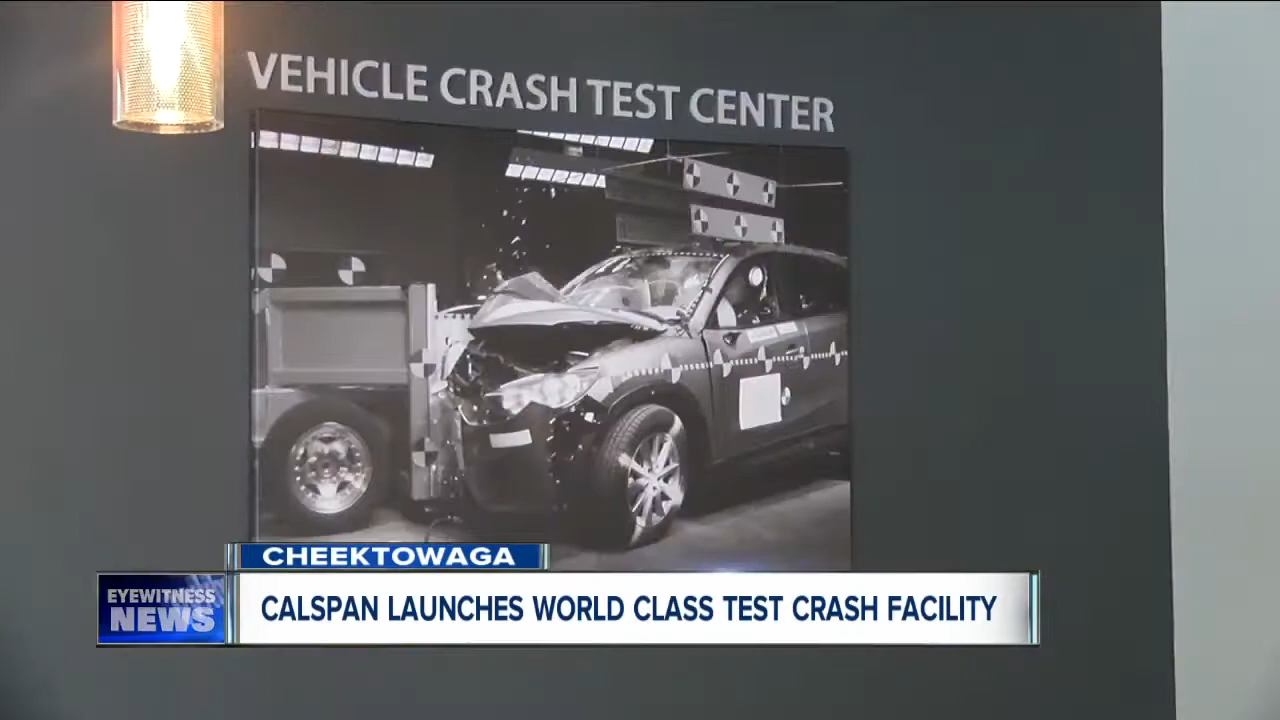 VEHICLE CRASH TEST CENTER
CHEEKTOWAGA
EYEWITNESS
NEWS
CALSPAN LAUNCHES WORLD CLASS TEST CRASH FACILITY